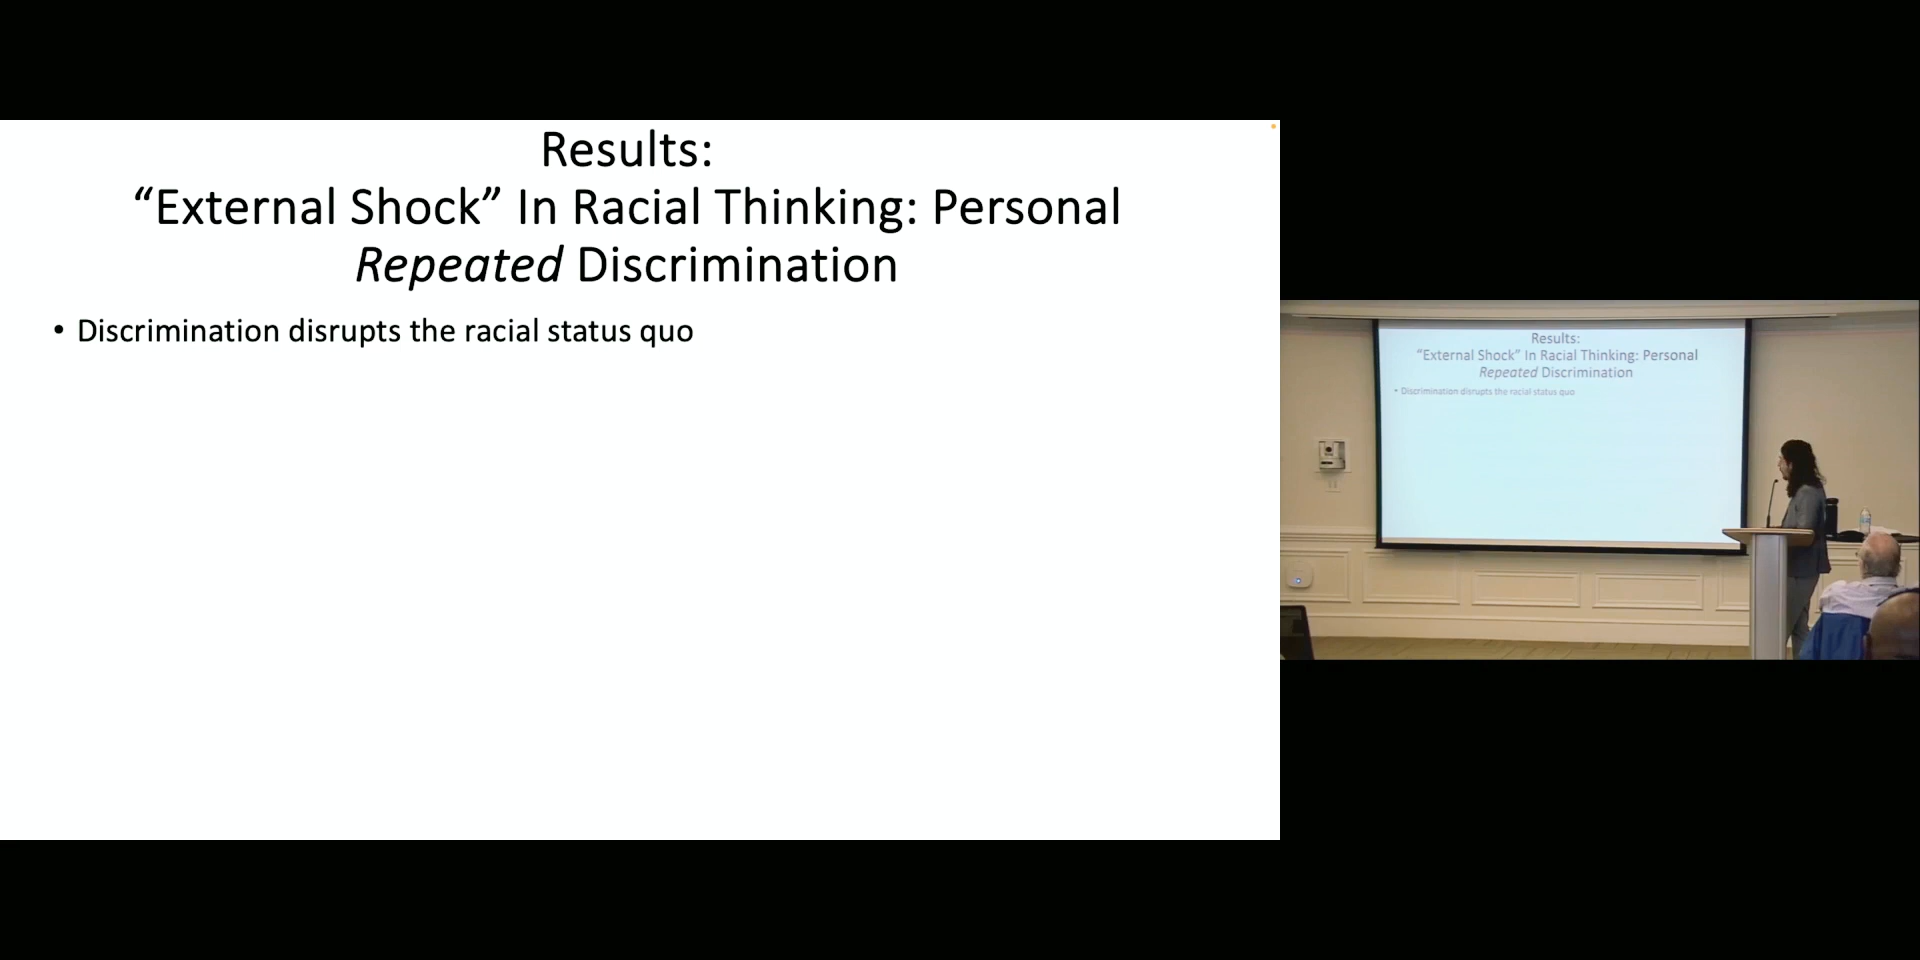 Results:
“External Shock” In Racial Thinking: Personal
Repeated Discrimination
• Discrimination disrupts the racial status quo
Results:
“External Shock” In Racial Thinking: Personal
Repeated Discrimination
• Discrimination disrupts the racial status quo